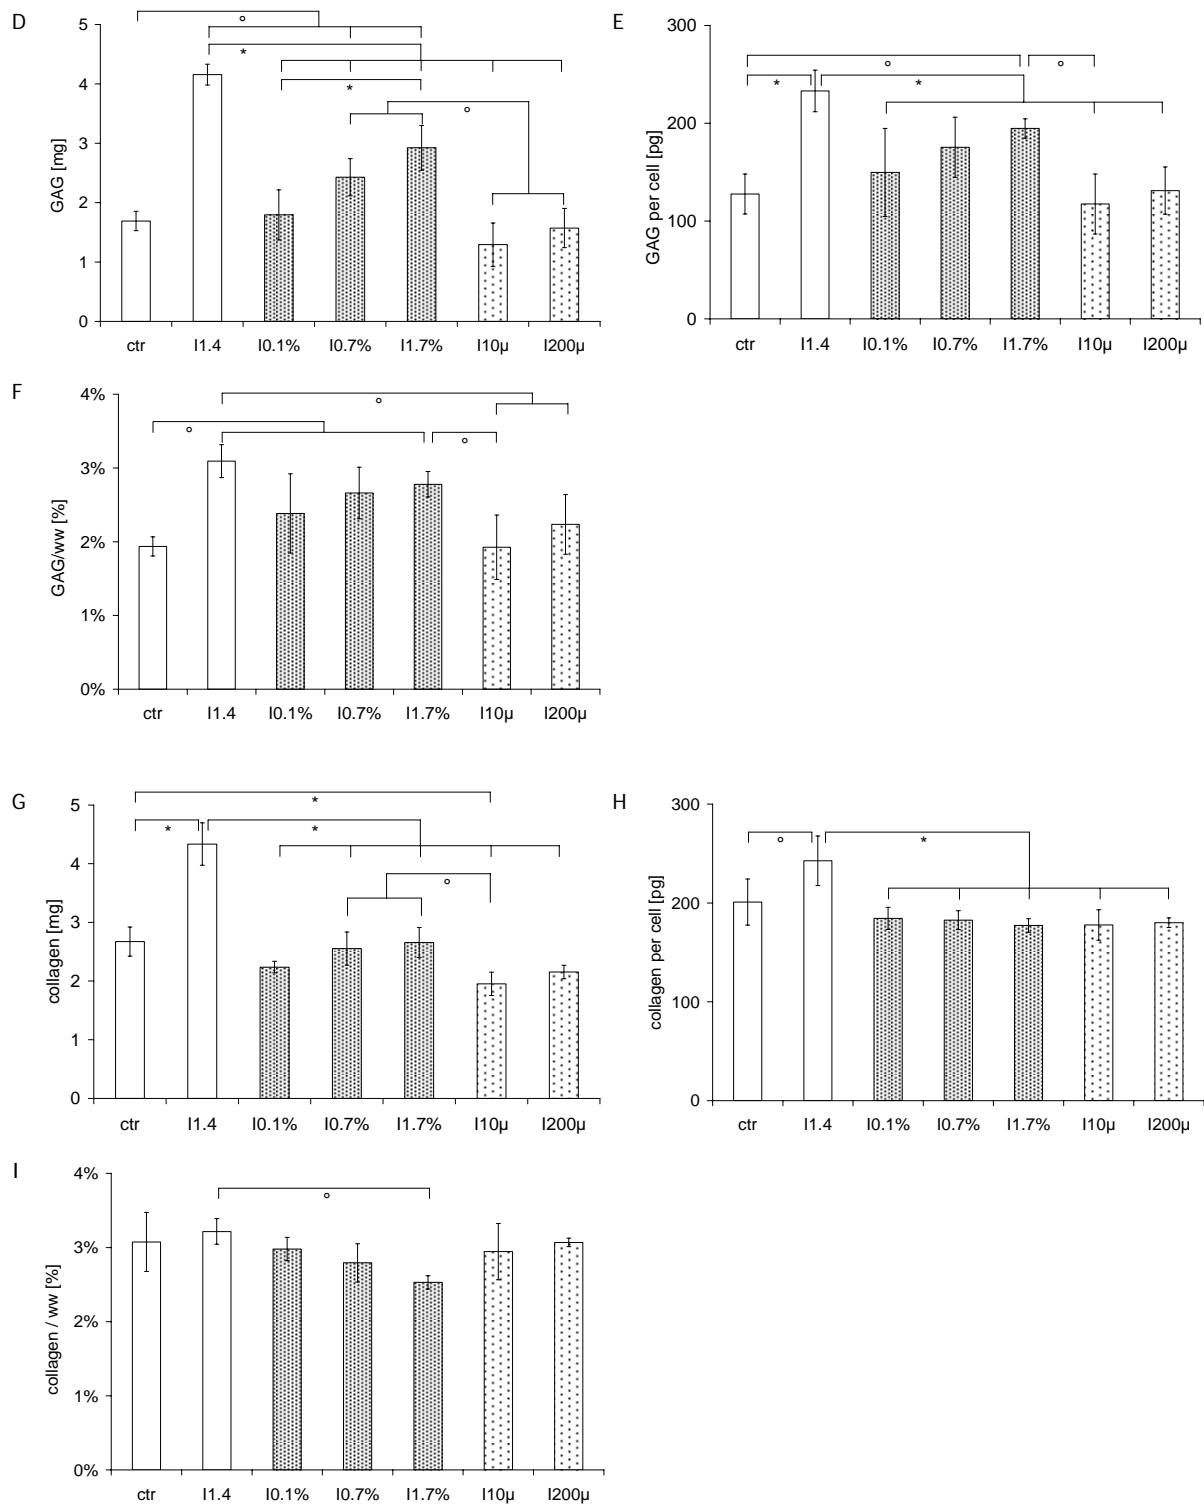 D
GAG [mg]
5
4
3
2
1
0
°
*
*
°
ctr I1.4 I0.1% I0.7% I1.7% I10µ I200µ
E
GAG per cell [pg]
300
200
100
0
°
°
*
*
ctr I1.4 I0.1% I0.7% I1.7% I10µ I200µ
F
GAG/ww [%]
4%
3%
2%
1%
0%
°
°
°
ctr I1.4 I0.1% I0.7% I1.7% I10µ I200µ
G
collagen [mg]
5
4
3
2
1
0
*
*
*
°
ctr I1.4 I0.1% I0.7% I1.7% I10µ I200µ
H
collagen per cell [pg]
300
200
100
0
°
*
ctr I1.4 I0.1% I0.7% I1.7% I10µ I200µ
I
collagen / ww [%]
4%
3%
2%
1%
0%
°
ctr I1.4 I0.1% I0.7% I1.7% I10µ I200µ